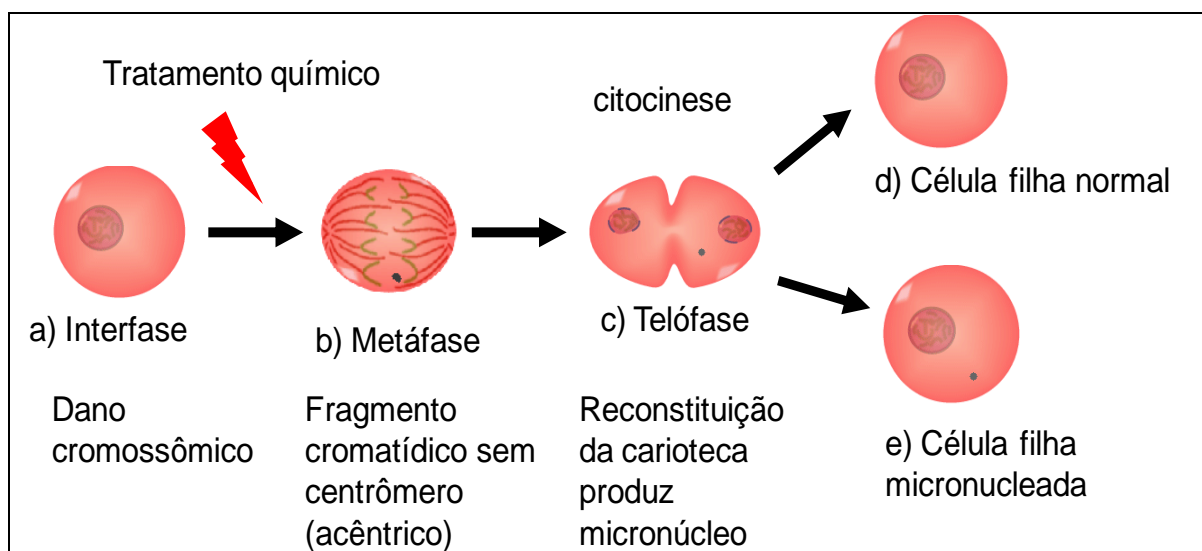 Tratamento químico
citocinese
a) Interfase
b) Metáfase
c) Telófase
d) Célula filha normal
e) Célula filha
micronucleada
Dano
cromossômico
Fragmento
cromatídico sem
centrômero
(acêntrico)
Reconstituição
da carioteca
produz
micronúcleo